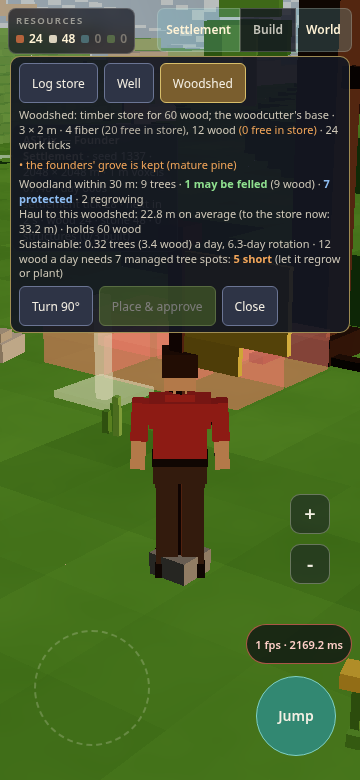 RESOURCES
24 48 0 0
Settlement Build World
Log store Well Woodshed
Woodshed: timber store for 60 wood; the woodcutter's base ·
3 × 2 m · 4 fiber (20 free in store), 12 wood (0 free in store) · 24
work ticks
• the founders' grove is kept (mature pine)
Woodland within 30 m: 9 trees · 1 may be felled (9 wood) · 7
protected · 2 regrowing
Haul to this woodshed: 22.8 m on average (to the store now:
33.2 m) · holds 60 wood
Sustainable: 0.32 trees (3.4 wood) a day, 6.3-day rotation · 12
wood a day needs 7 managed tree spots: 5 short (let it regrow
or plant)
Turn 90° Place & approve Close
+
-
1 fps · 2169.2 ms
Jump